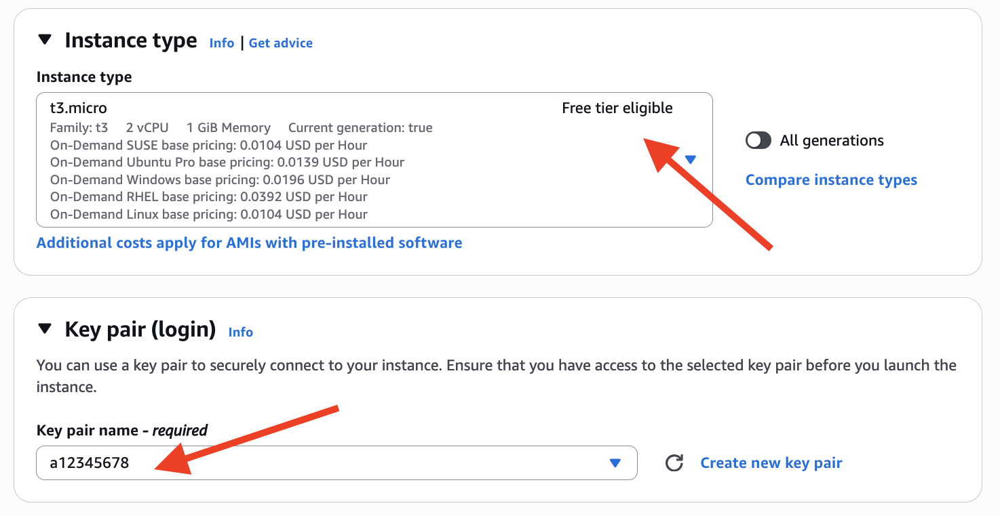 Instance type Info | Get advice
Instance type
t3.micro Free tier eligible
Family: t3 2 vCPU 1 GiB Memory Current generation: true
On-Demand SUSE base pricing: 0.0104 USD per Hour
On-Demand Ubuntu Pro base pricing: 0.0139 USD per Hour
On-Demand Windows base pricing: 0.0196 USD per Hour
On-Demand RHEL base pricing: 0.0392 USD per Hour
On-Demand Linux base pricing: 0.0104 USD per Hour
All generations
Compare instance types
Additional costs apply for AMIs with pre-installed software
Key pair (login) Info
You can use a key pair to securely connect to your instance. Ensure that you have access to the selected key pair before you launch the
instance.
Key pair name - required
a12345678
Create new key pair